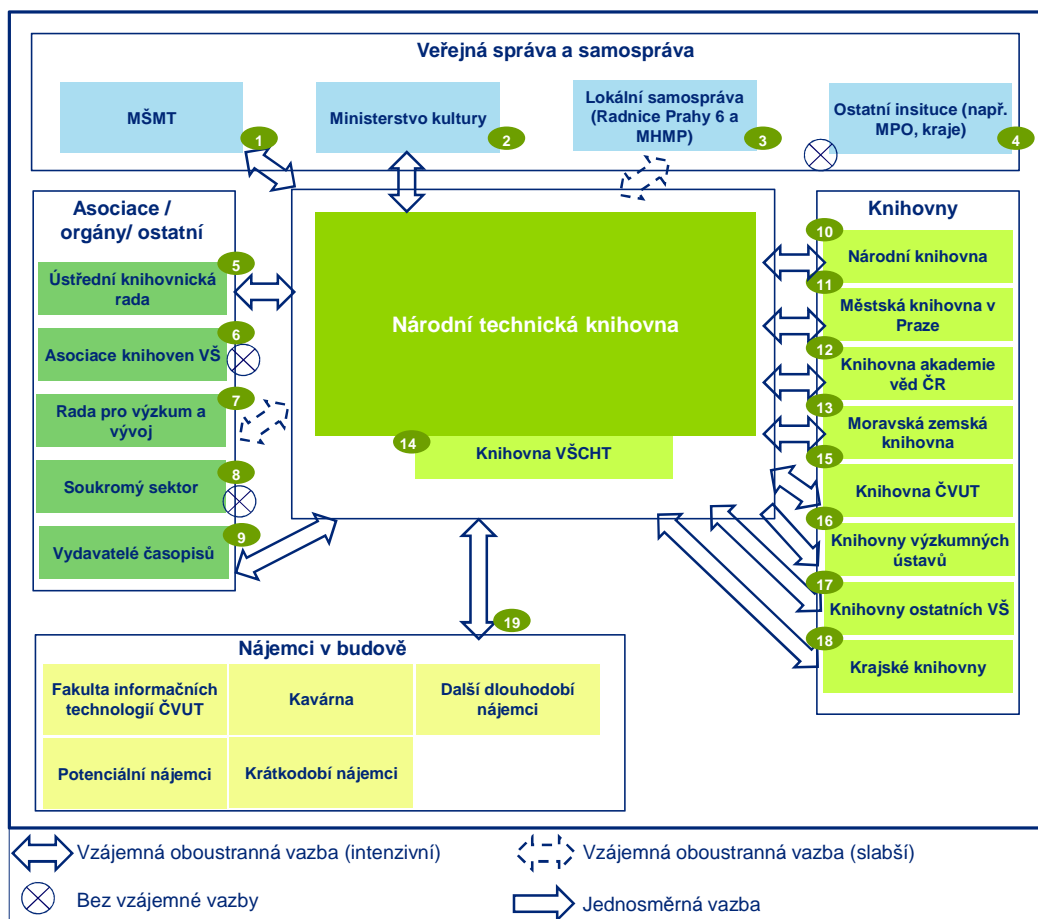 Veřejná správa a samospráva
MŠMT
1
Ministerstvo kultury
2
Lokální samospráva
(Radnice Prahy 6 a
MHMP)
3
Ostatní insituce (např.
MPO, kraje)
4
Asociace /
orgány/ ostatní
5
Ústřední knihovnická
rada
6
Asociace knihoven VŠ
7
Rada pro výzkum a
vývoj
8
Soukromý sektor
9
Vydavatelé časopisů
Národní technická knihovna
14
Knihovna VŠCHT
Knihovny
10
Národní knihovna
11
Městská knihovna v
Praze
12
Knihovna akademie
věd ČR
13
Moravská zemská
knihovna
15
Knihovna ČVUT
16
Knihovny výzkumných
ústavů
17
Knihovny ostatních VŠ
18
Krajské knihovny
19
Nájemci v budově
Fakulta informačních
technologií ČVUT
Kavárna
Další dlouhodobí
nájemci
Potenciální nájemci
Krátkodobí nájemci
Vzájemná oboustranná vazba (intenzivní)
Vzájemná oboustranná vazba (slabší)
Bez vzájemné vazby
Jednosměrná vazba